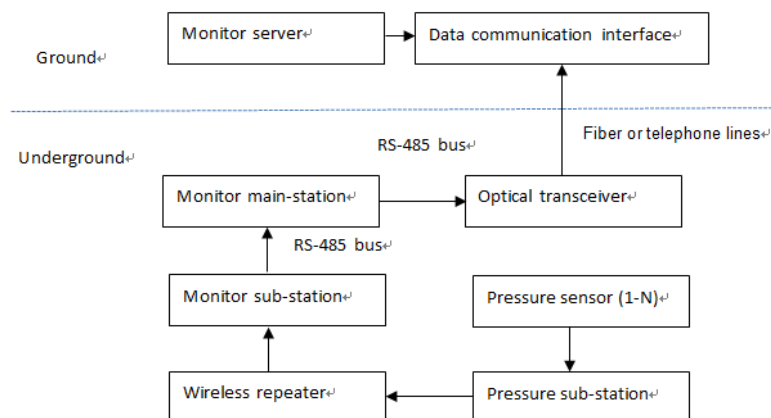 Monitor server
Data communication interface
Ground
Fiber or telephone lines
RS-485 bus
Underground
Monitor main-station
Optical transceiver
RS-485 bus
Monitor sub-station
Pressure sensor (1-N)
Wireless repeater
Pressure sub-station